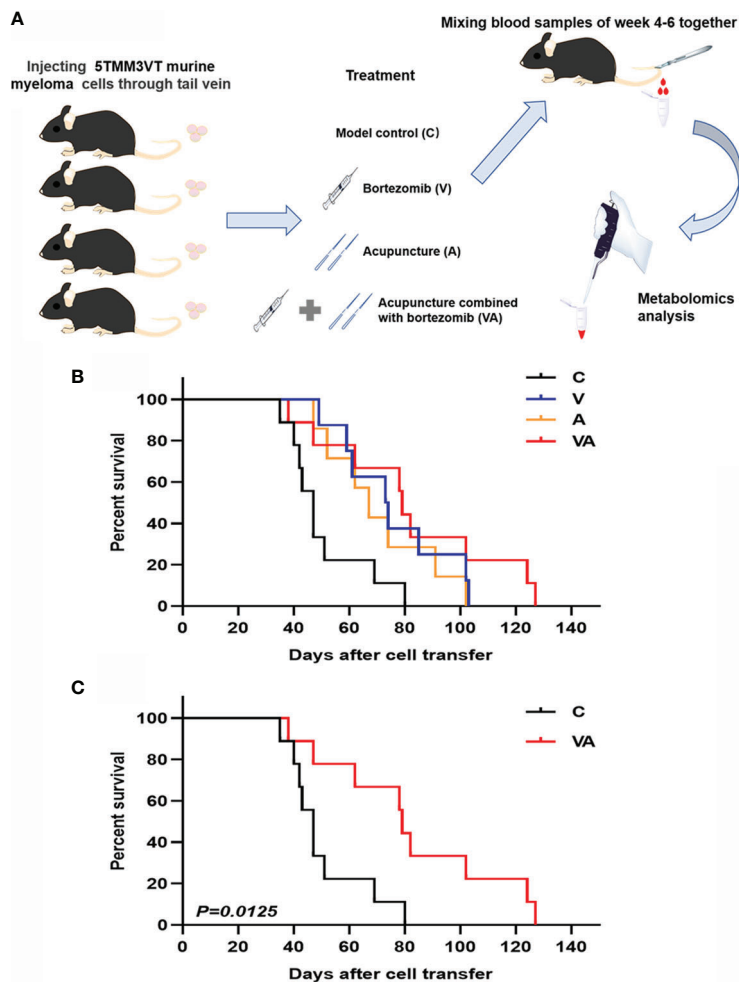 A
Injecting 5TMM3VT murine
myeloma cells through tail vein
Treatment
Model control (C)
Bortezomib (V)
Acupuncture (A)
Acupuncture combined
with bortezomib (VA)
Mixing blood samples of week 4-6 together
Metabolomics
analysis
B
Percent survival
100
80
60
40
20
0
0 20 40 60 80 100 120 140
Days after cell transfer
C
V
A
VA
C
Percent survival
100
80
60
40
20
0
P=0.0125
0 20 40 60 80 100 120 140
Days after cell transfer
C
VA